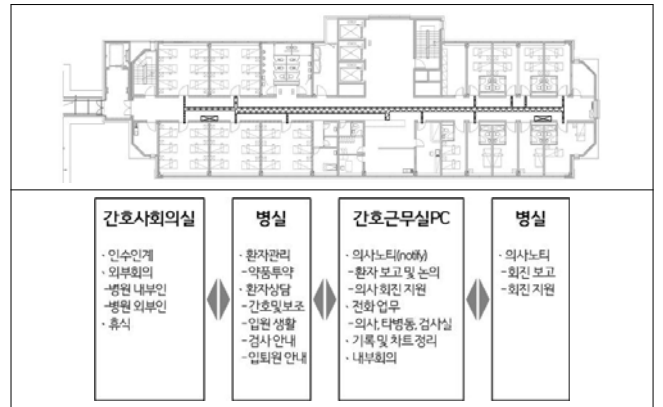 간호사회의실
· 인수인계
· 외부회의
-병원 내부인
-병원 외부인
· 휴식
병실
· 환자관리
-약품투약
· 환자상담
-간호및보조
-입원 생활
-검사 안내
-입퇴원 안내
간호근무실PC
· 의사노티(notify)
-환자 보고 및 논의
-의사 회진 지원
· 전화 업무
-의사, 타병동, 검사실
· 기록 및 차트 정리
· 내부회의
병실
· 의사노티
-회진 보고
-회진 지원